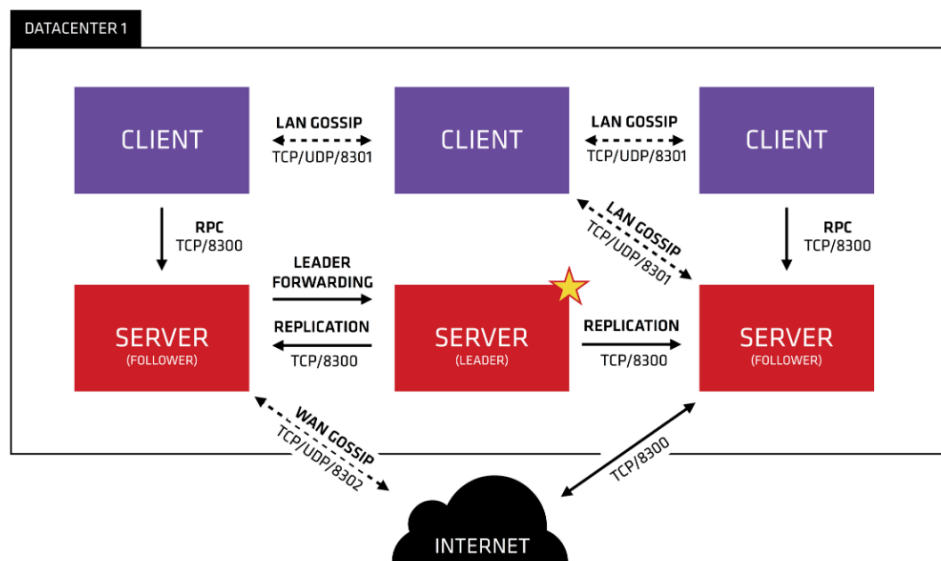 DATACENTER 1
CLIENT
LAN GOSSIP
TCP/UDP/8301
CLIENT
LAN GOSSIP
TCP/UDP/8301
CLIENT
RPC
TCP/8300
LAN GOSSIP
TCP/UDP/8301
RPC
TCP/8300
LEADER
FORWARDING
SERVER
(FOLLOWER)
REPLICATION
TCP/8300
SERVER
(LEADER)
REPLICATION
TCP/8300
SERVER
(FOLLOWER)
WAN GOSSIP
TCP/UDP/8302
TCP/8300
INTERNET